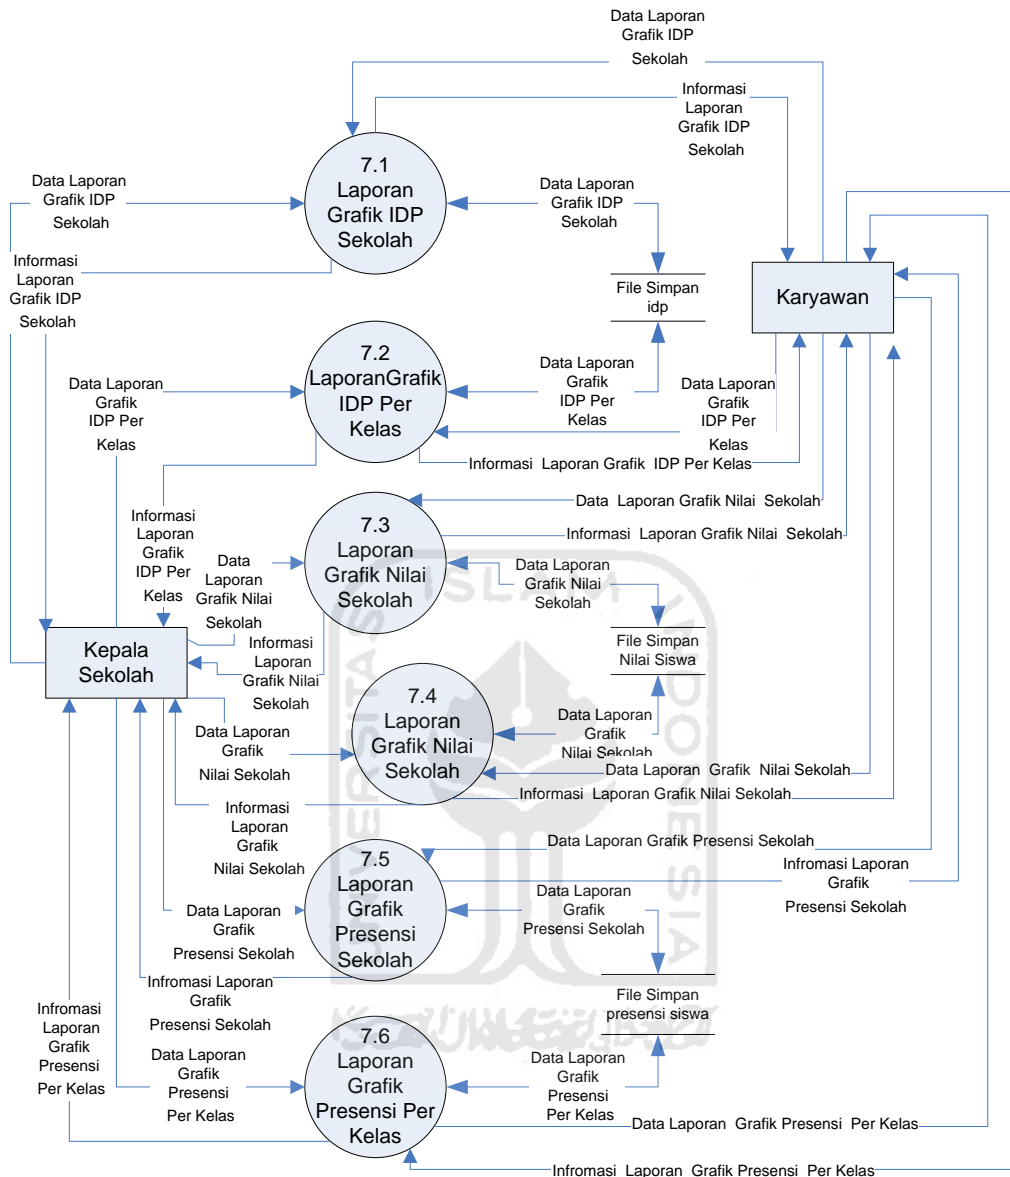 Data Laporan
Grafik IDP
Sekolah
Informasi
Laporan
Grafik IDP
Sekolah
7.1
Laporan
Grafik IDP
Sekolah
Data Laporan
Grafik IDP
Sekolah
Data Laporan
Grafik IDP
Sekolah
Informasi
Laporan
Grafik IDP
Sekolah
File Simpan
idp
Karyawan
7.2
LaporanGrafik
IDP Per
Kelas
Data Laporan
Grafik
IDP Per
Kelas
Data Laporan
Grafik
IDP Per
Kelas
Data Laporan
Grafik
IDP Per
Kelas
Informasi Laporan Grafik IDP Per Kelas
Data Laporan Grafik Nilai Sekolah
Informasi Laporan Grafik Nilai Sekolah
Informasi
Laporan
Grafik
IDP Per
Kelas
7.3
Laporan
Grafik Nilai
Sekolah
Data
Laporan
Grafik Nilai
Sekolah
Data Laporan
Grafik Nilai
Sekolah
Informasi
Laporan
Grafik Nilai
Sekolah
Kepala
Sekolah
File Simpan
Nilai Siswa
7.4
Laporan
Grafik Nilai
Sekolah
Data Laporan
Grafik
Nilai Sekolah
Data Laporan
Grafik
Nilai Sekolah
Data Laporan Grafik Nilai Sekolah
Informasi Laporan Grafik Nilai Sekolah
Informasi
Laporan
Grafik
Nilai Sekolah
Data Laporan Grafik Presensi Sekolah
Infromasi Laporan
Grafik
Presensi Sekolah
7.5
Laporan
Grafik
Presensi
Sekolah
Data Laporan
Grafik
Presensi Sekolah
Data Laporan
Grafik
Presensi Sekolah
Infromasi Laporan
Grafik
Presensi Sekolah
File Simpan
presensi siswa
Infromasi
Laporan
Grafik
Presensi
Per Kelas
7.6
Laporan
Grafik
Presensi Per
Kelas
Data Laporan
Grafik
Presensi
Per Kelas
Data Laporan
Grafik
Presensi
Per Kelas
Data Laporan Grafik Presensi Per Kelas
Infromasi Laporan Grafik Presensi Per Kelas
UNIVERSITAS
ISLAM
INDONESIA